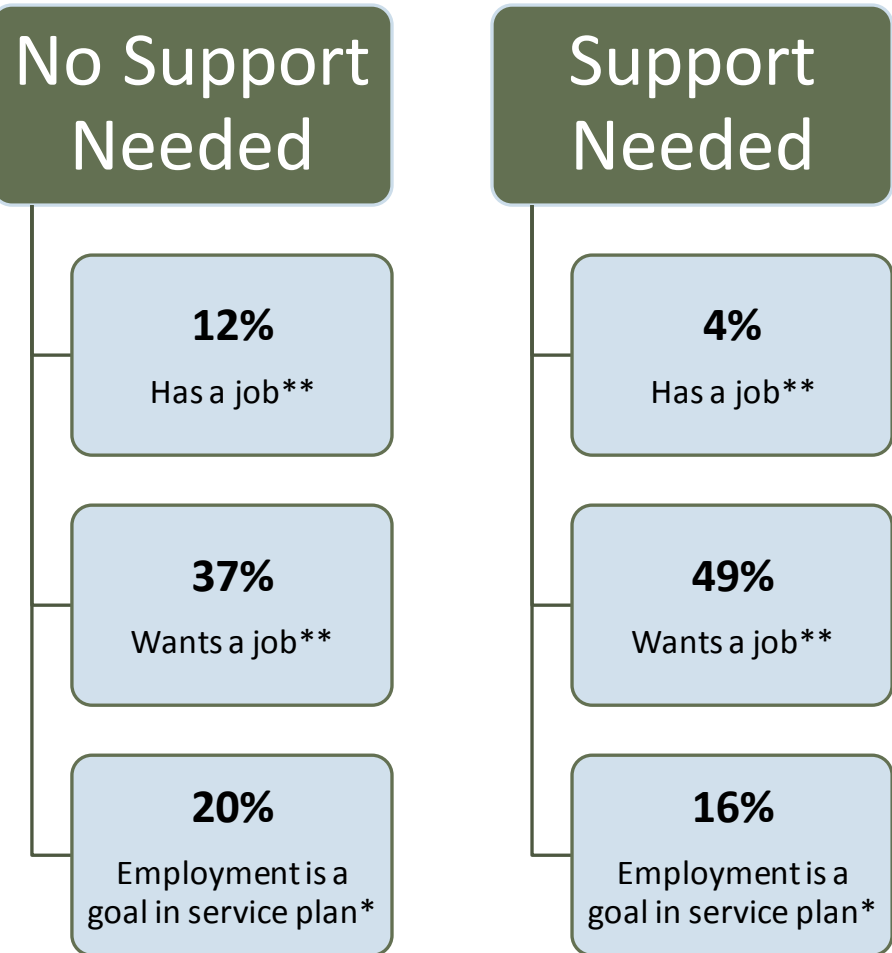 No Support
Needed
12%
Has a job**
37%
Wants a job**
20%
Employment is a
goal in service plan*
Support
Needed
4%
Has a job**
49%
Wants a job**
16%
Employment is a
goal in service plan*